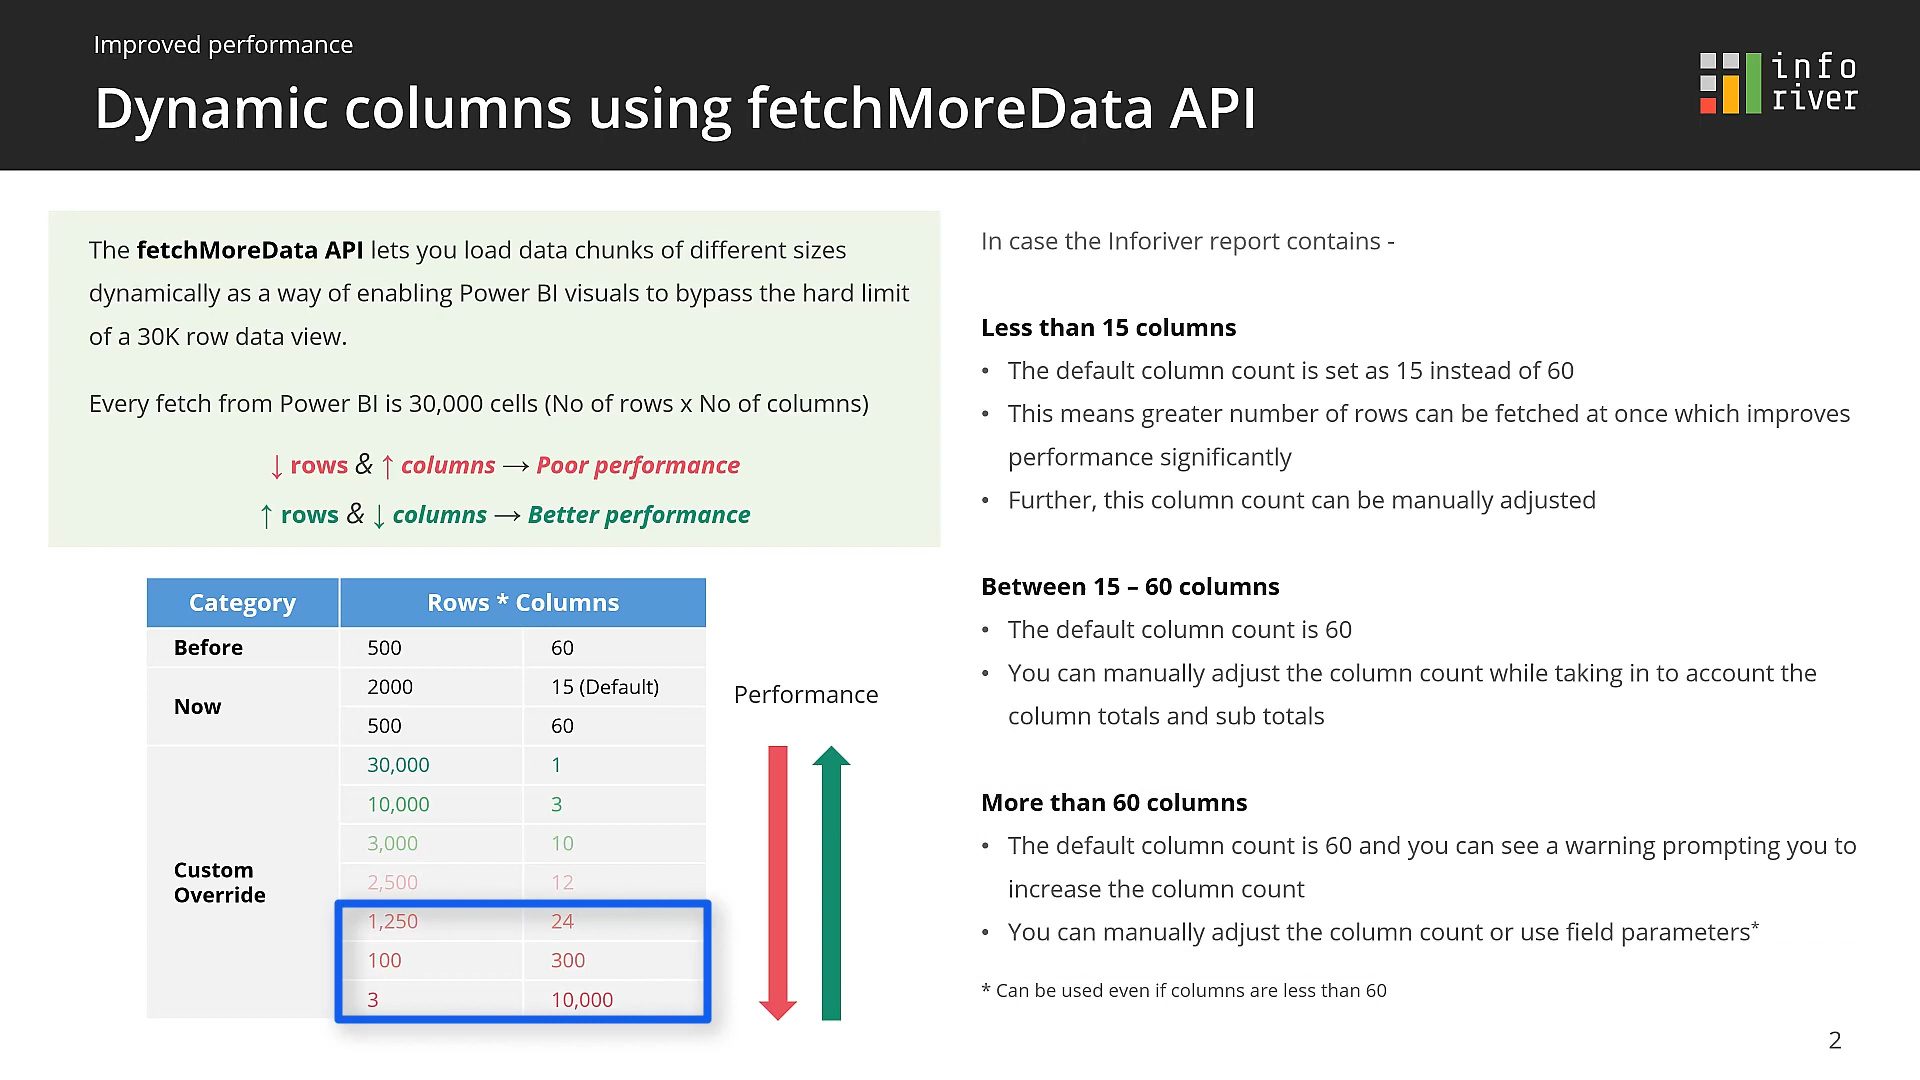 Improved performance
Dynamic columns using fetchMoreData API
info
river
The fetchMoreData API lets you load data chunks of different sizes
dynamically as a way of enabling Power BI visuals to bypass the hard limit
of a 30K row data view.
Every fetch from Power BI is 30,000 cells (No of rows x No of columns)
↓ rows & ↑ columns → Poor performance
↑ rows & ↓ columns → Better performance
Category Rows * Columns
Before 500 60
Now 2000 15 (Default)
500 60
Custom Override 30,000 1
10,000 3
3,000 10
2,500 12
1,250 24
100 300
3 10,000
Performance
In case the Inforiver report contains -
Less than 15 columns
• The default column count is set as 15 instead of 60
• This means greater number of rows can be fetched at once which improves
performance significantly
• Further, this column count can be manually adjusted
Between 15 – 60 columns
• The default column count is 60
• You can manually adjust the column count while taking in to account the
column totals and sub totals
More than 60 columns
• The default column count is 60 and you can see a warning prompting you to
increase the column count
• You can manually adjust the column count or use field parameters*
* Can be used even if columns are less than 60
2